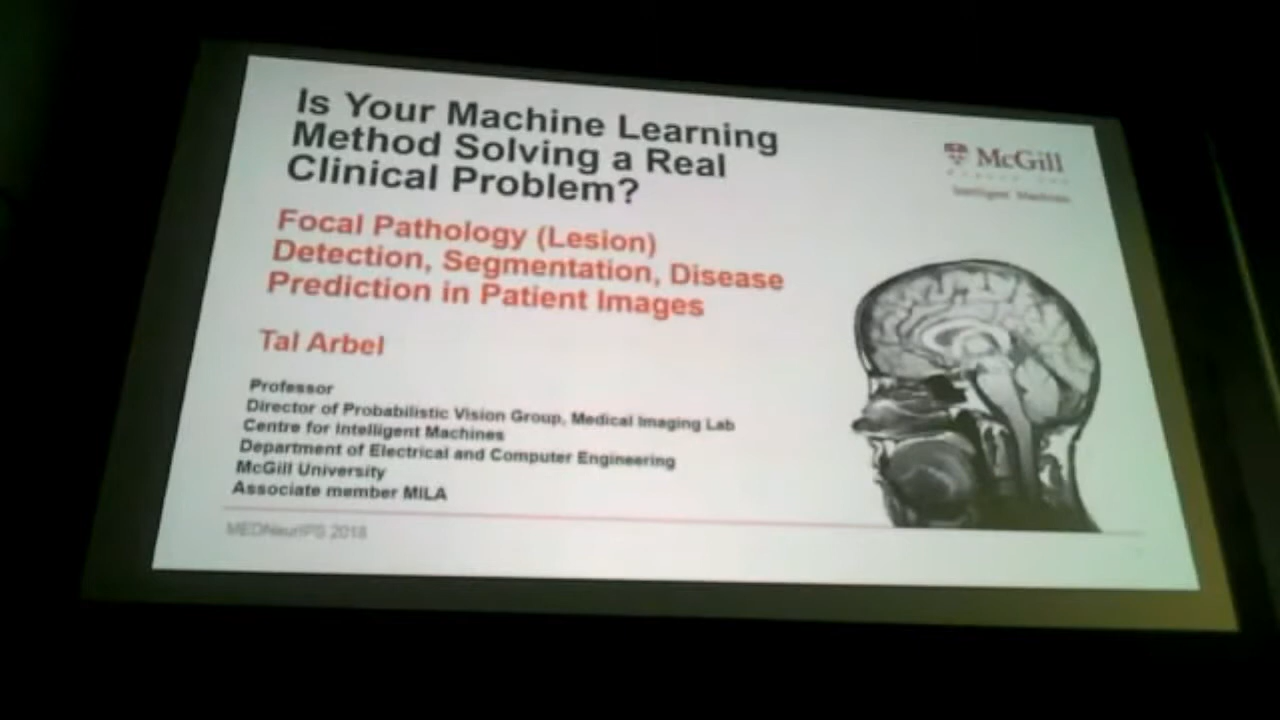 Is Your Machine Learning
Method Solving a Real
Clinical Problem?
McGill
Focal Pathology (Lesion)
Detection, Segmentation, Disease
Prediction in Patient Images
Tal Arbel
Professor
Director of Probabilistic Vision Group, Medical Imaging Lab
Centre for Intelligent Machines
Department of Electrical and Computer Engineering
McGill University
Associate member MILA
MEDNeurIPS 2018